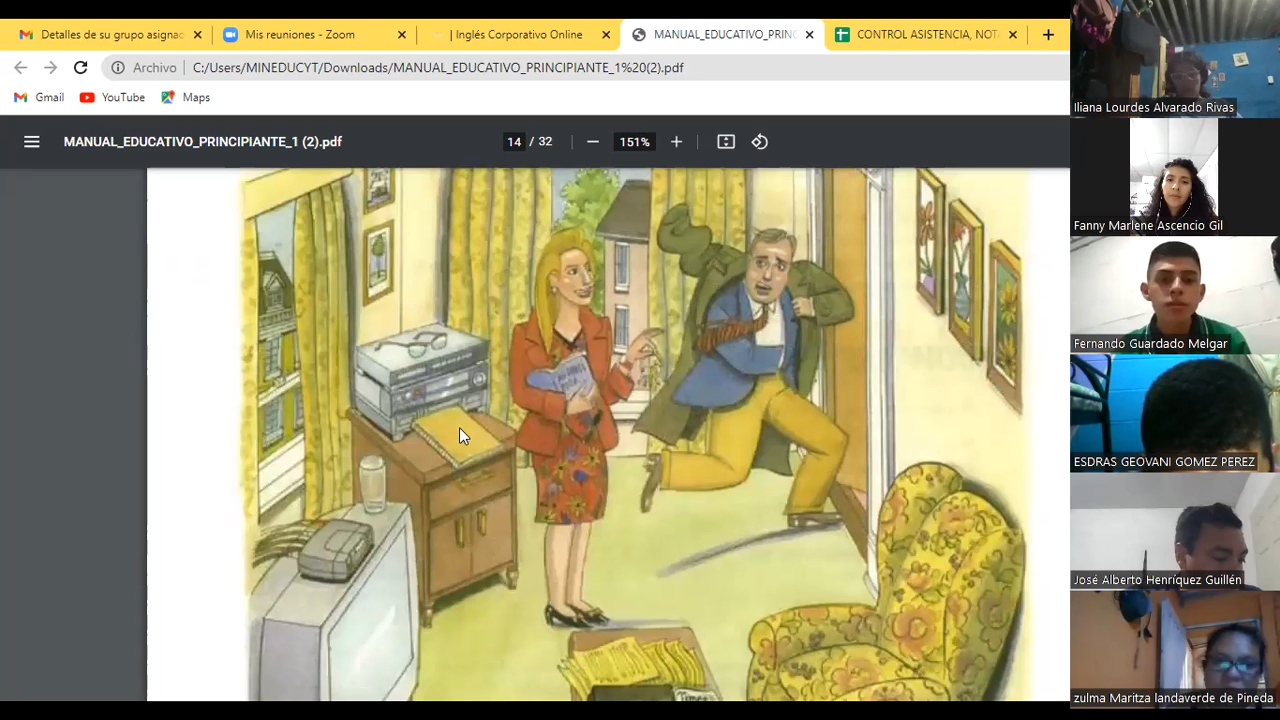 Detalles de su grupo asignac
Mis reuniones - Zoom
| Inglés Corporativo Online
MANUAL_EDUCATIVO_PRINC
CONTROL ASISTENCIA, NOTA
Archivo
C:/Users/MINEDUCYT/Downloads/MANUAL_EDUCATIVO_PRINCIPIANTE_1%20(2).pdf
Gmail
YouTube
Maps
MANUAL_EDUCATIVO_PRINCIPIANTE_1 (2).pdf
14 / 32
151%
Iliana Lourdes Alvarado Rivas
Fanny Marlene Ascencio Gil
Fernando Guardado Melgar
ESDRAS GEOVANI GOMEZ PEREZ
José Alberto Henríquez Guillén
zulma Maritza landaverde de Pineda